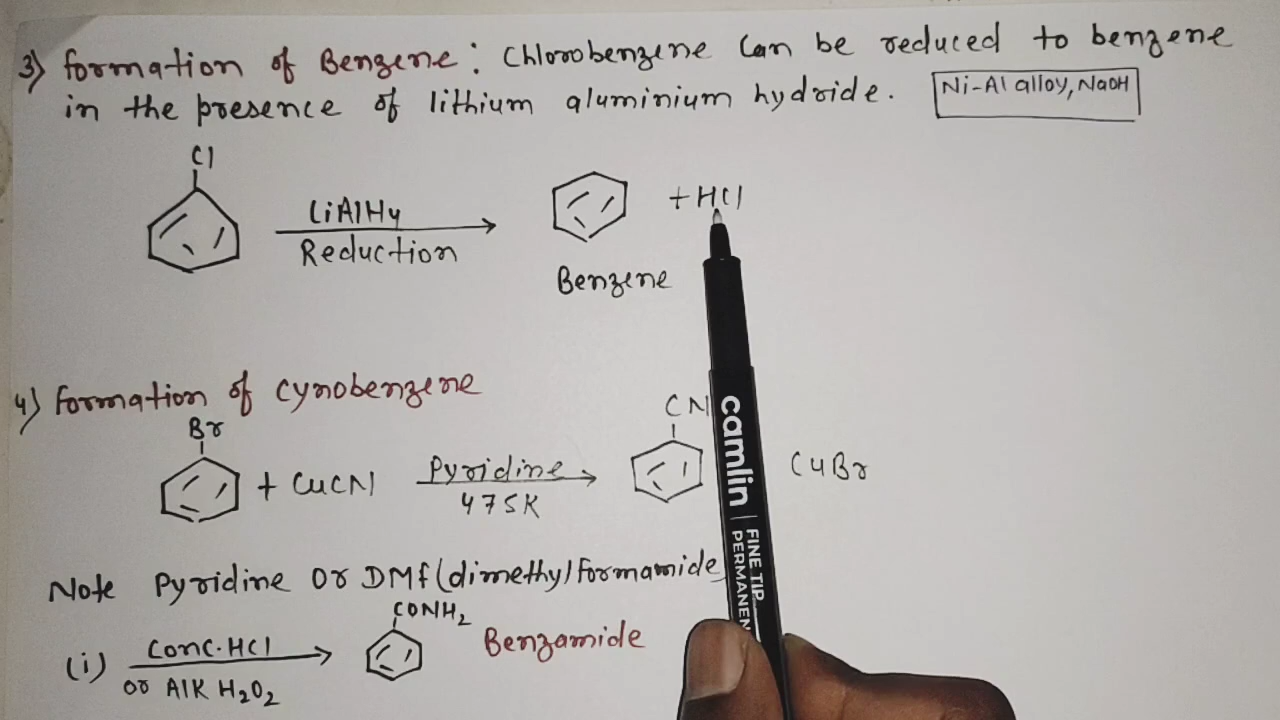 3) formation of Benzene: Chlorobenzene Can be reduced to benzene
in the presence of lithium aluminium hydride. Ni-Al alloy, NaOH
Cl
LiAlH4
Reduction
+HCl
Benzene
4) formation of Cynobenzene
Br
+ CuCN
Pyridine
475K
CN
CuBr
Note Pyridine or DMf (dimethylformamide
(i) Conc. HCl
or Alk H2O2
CONH2
Benzamide
camlin
FINE TIP
PERMANEN